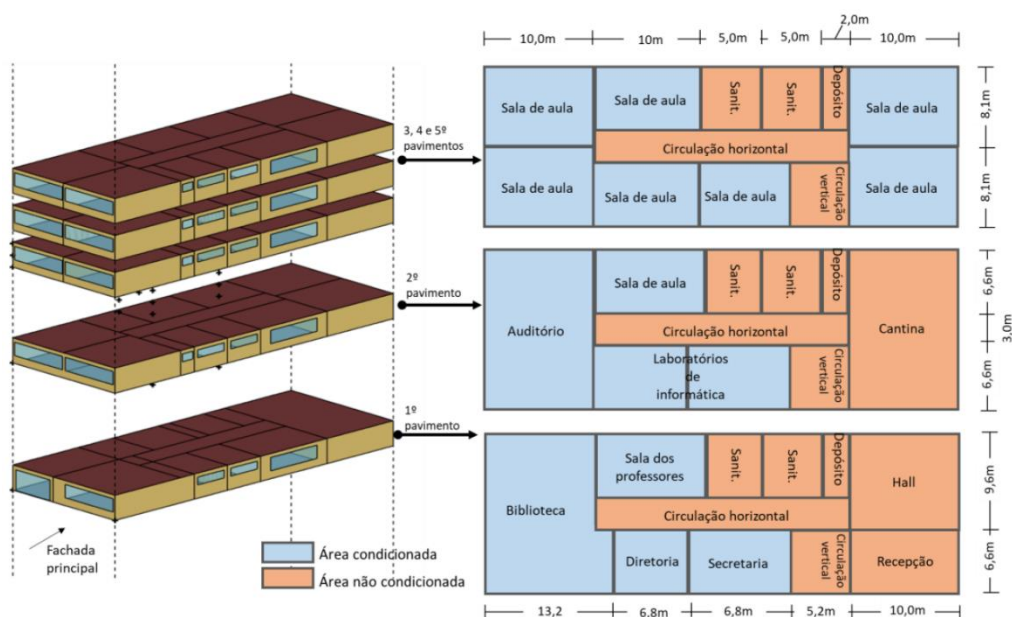 2,0m
10,0m 10m 5,0m 5,0m 10,0m
3, 4 e 5º
pavimentos
Sala de aula
Sala de aula
Sanit.
Sanit.
Depósito
Sala de aula
Circulação horizontal
Sala de aula
Sala de aula
Sala de aula
Circulação
vertical
Sala de aula
8,1m
8,1m
2º
pavimento
Auditório
Sala de aula
Sanit.
Sanit.
Depósito
Cantina
Circulação horizontal
Laboratórios
de
informática
Circulação
vertical
6,6m
3,0m
6,6m
1º
pavimento
Biblioteca
Sala dos
professores
Sanit.
Sanit.
Depósito
Hall
Circulação horizontal
Diretoria
Secretaria
Circulação
vertical
Recepção
9,6m
6,6m
13,2 6,8m 6,8m 5,2m 10,0m
Fachada
principal
Área condicionada
Área não condicionada